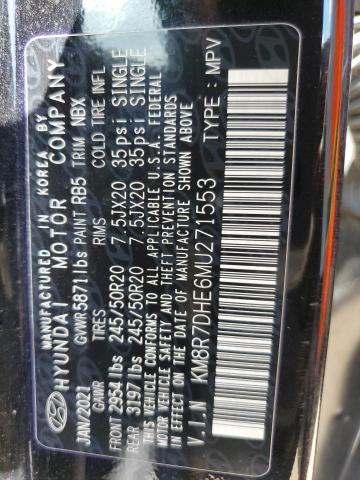 MANUFACTURED IN KOREA BY
HYUNDAI MOTOR COMPANY
GVWR 5871 lbs PAINT RB5 TRIM NBX
JAN/2021 GAWR TIRES RIMS COLD TIRE INFL
FRONT 2954 lbs 245/50R20 7.5JX20 35psi SINGLE
REAR 3197 lbs 245/50R20 7.5JX20 35psi SINGLE
THIS VEHICLE CONFORMS TO ALL APPLICABLE U.S.A. FEDERAL
MOTOR VEHICLE SAFETY AND THEFT PREVENTION STANDARDS
IN EFFECT ON THE DATE OF MANUFACTURE SHOWN ABOVE
V.I.N KM8R7DHE6MU271553 TYPE : MPV